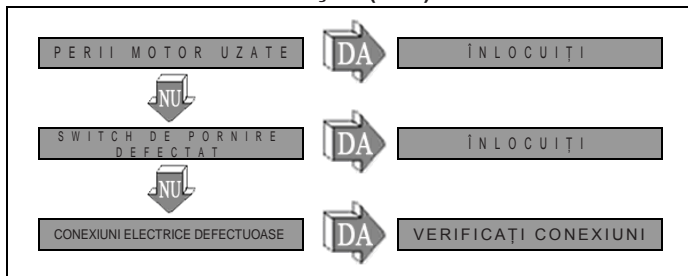 PERII MOTOR UZATE
DA
ÎNLOCUIȚI
NU
SWITCH DE PORNIRE
DEFECTAT
DA
ÎNLOCUIȚI
NU
CONEXIUNI ELECTRICE DEFECTUOASE
DA
VERIFICAȚI CONEXIUNI